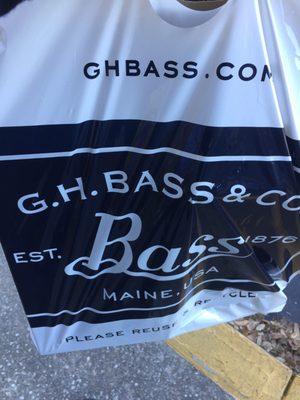 GHBASS.COM
G.H. BASS & CO
EST. Bass 1876
MAINE, USA
PLEASE REUSE & RECYCLE